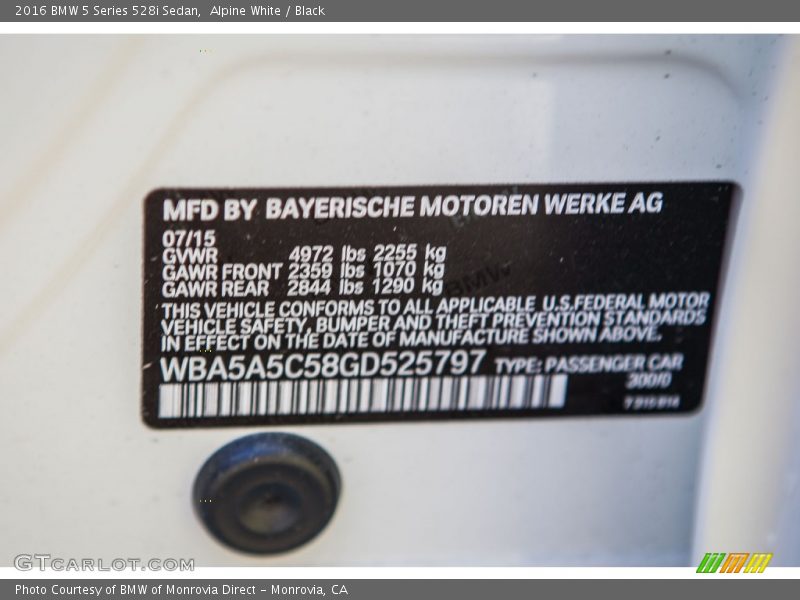 2016 BMW 5 Series 528i Sedan, Alpine White / Black
MFD BY BAYERISCHE MOTOREN WERKE AG
07/15
GVWR 4972 lbs 2255 kg
GAWR FRONT 2359 lbs 1070 kg
GAWR REAR 2844 lbs 1290 kg
THIS VEHICLE CONFORMS TO ALL APPLICABLE U.S.FEDERAL MOTOR
VEHICLE SAFETY, BUMPER AND THEFT PREVENTION STANDARDS
IN EFFECT ON THE DATE OF MANUFACTURE SHOWN ABOVE.
WBA5A5C58GD525797 TYPE: PASSENGER CAR
300/0
GTCARLOT.COM
Photo Courtesy of BMW of Monrovia Direct - Monrovia, CA